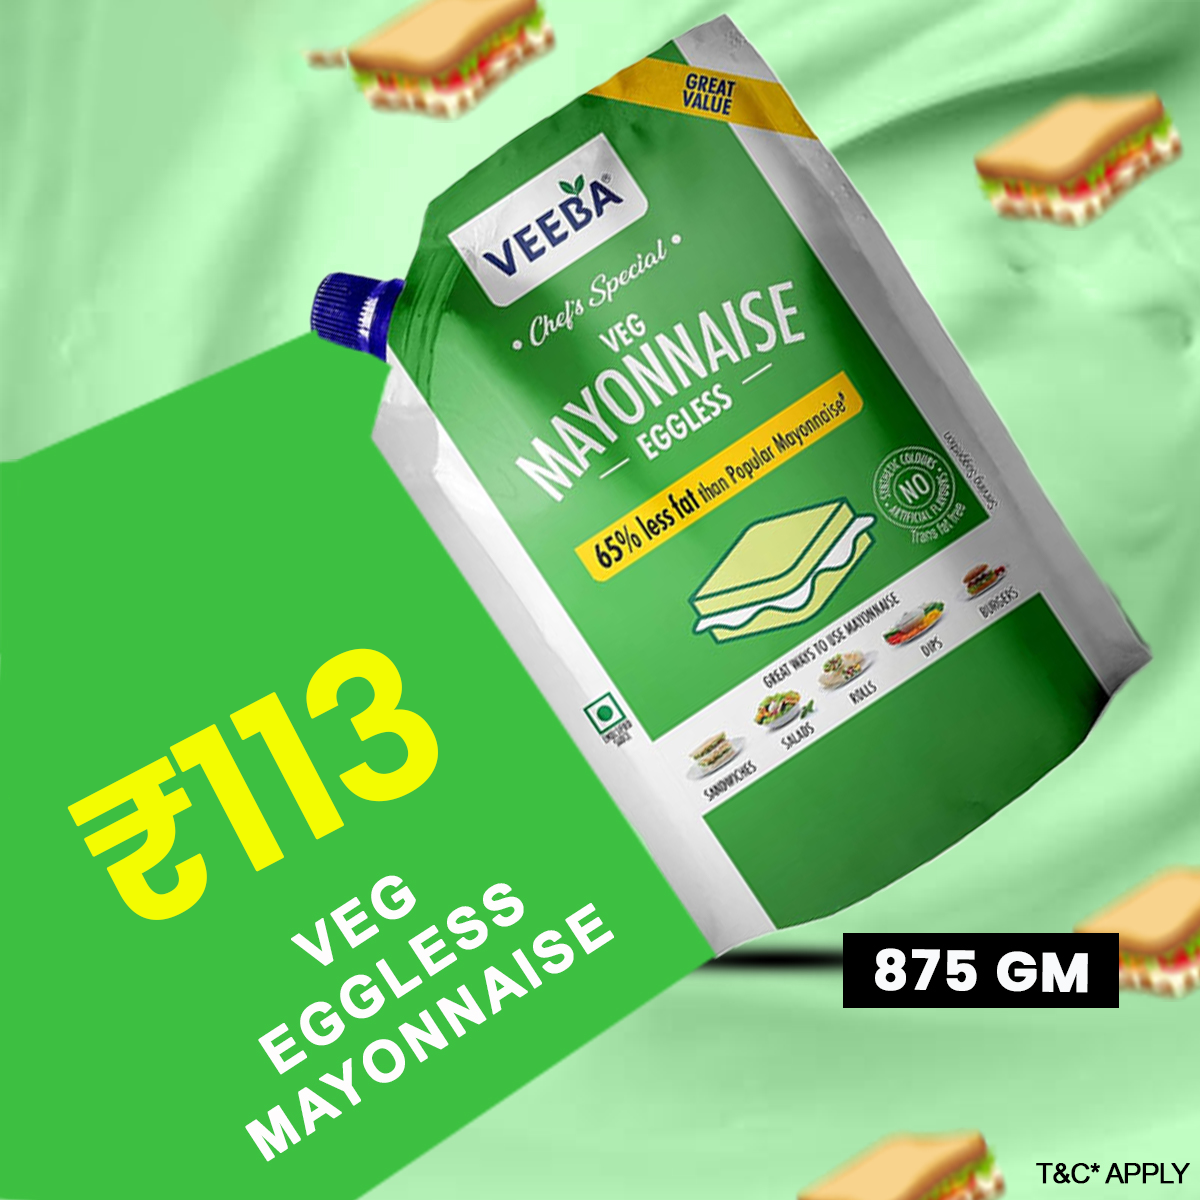 GREAT
VALUE
VEEBA®
• Chef's Special •
VEG
MAYONNAISE
EGGLESS
65% less fat than Popular Mayonnaise#
SYNTHETIC COLOURS
NO
ARTIFICIAL FLAVOURS
Trans fat free
Serving Suggestion
GREAT WAYS TO USE MAYONNAISE
SANDWICHES
SALADS
ROLLS
DIPS
BURGERS
₹113
VEG
EGGLESS
MAYONNAISE
875 GM
T&C* APPLY